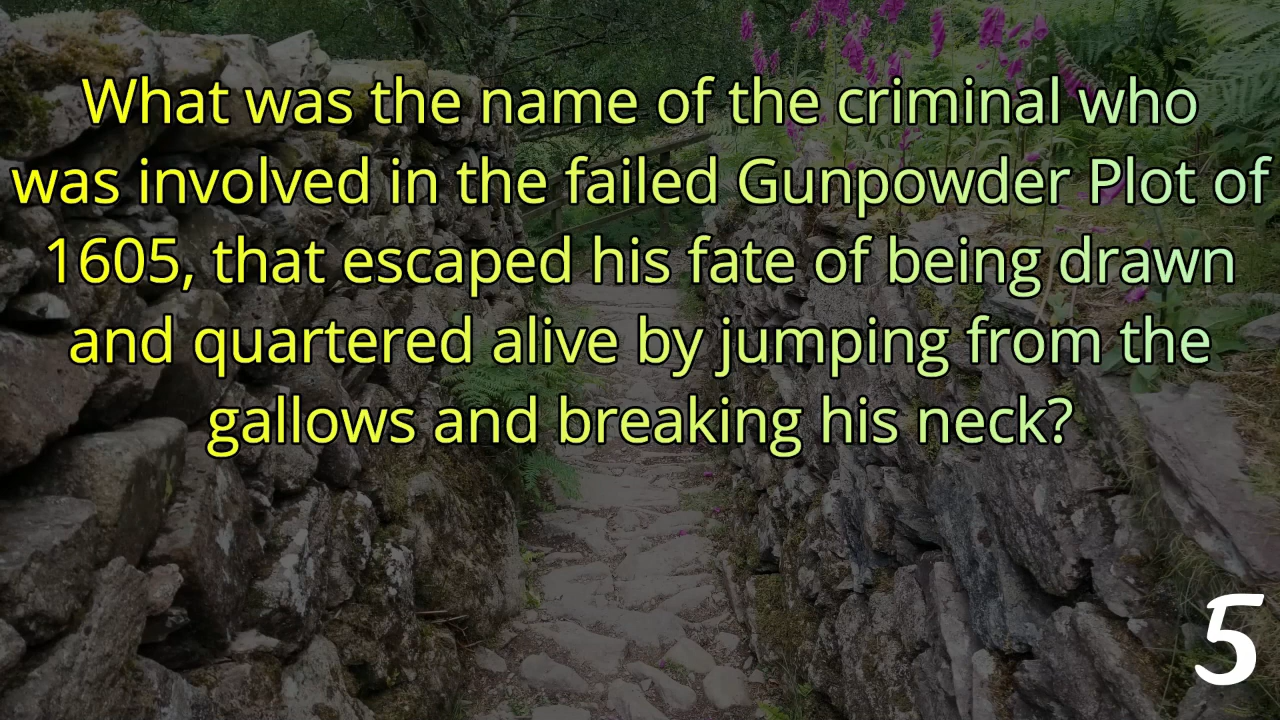 What was the name of the criminal who
was involved in the failed Gunpowder Plot of
1605, that escaped his fate of being drawn
and quartered alive by jumping from the
gallows and breaking his neck?
5